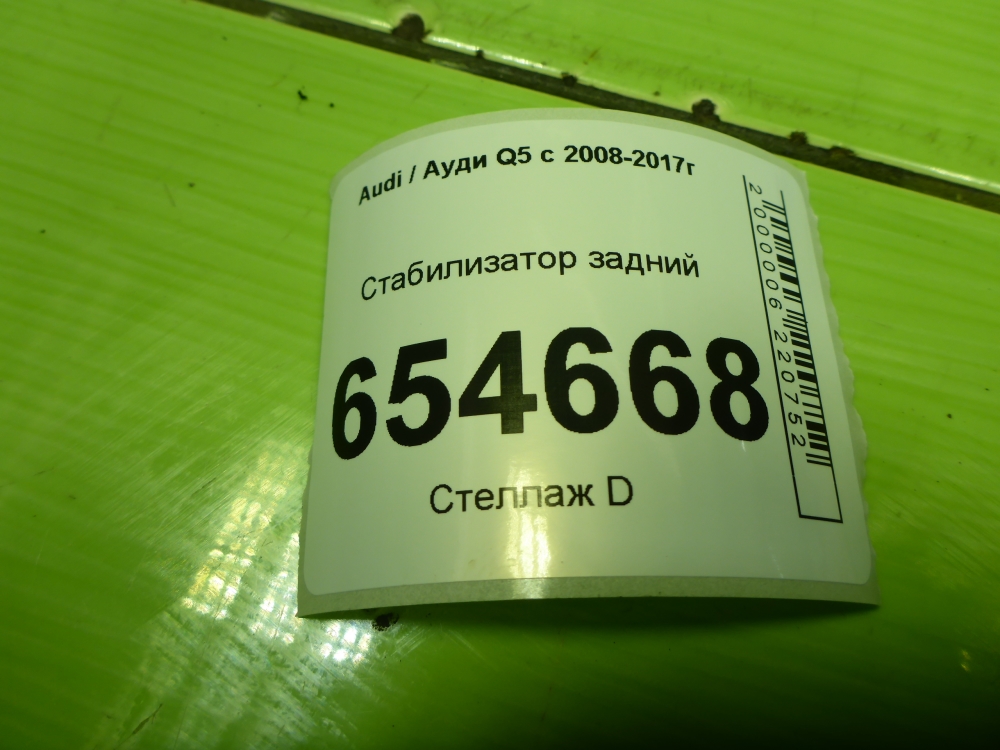 Audi / Ауди Q5 с 2008-2017г
Стабилизатор задний
654668
Стеллаж D
2000006220752